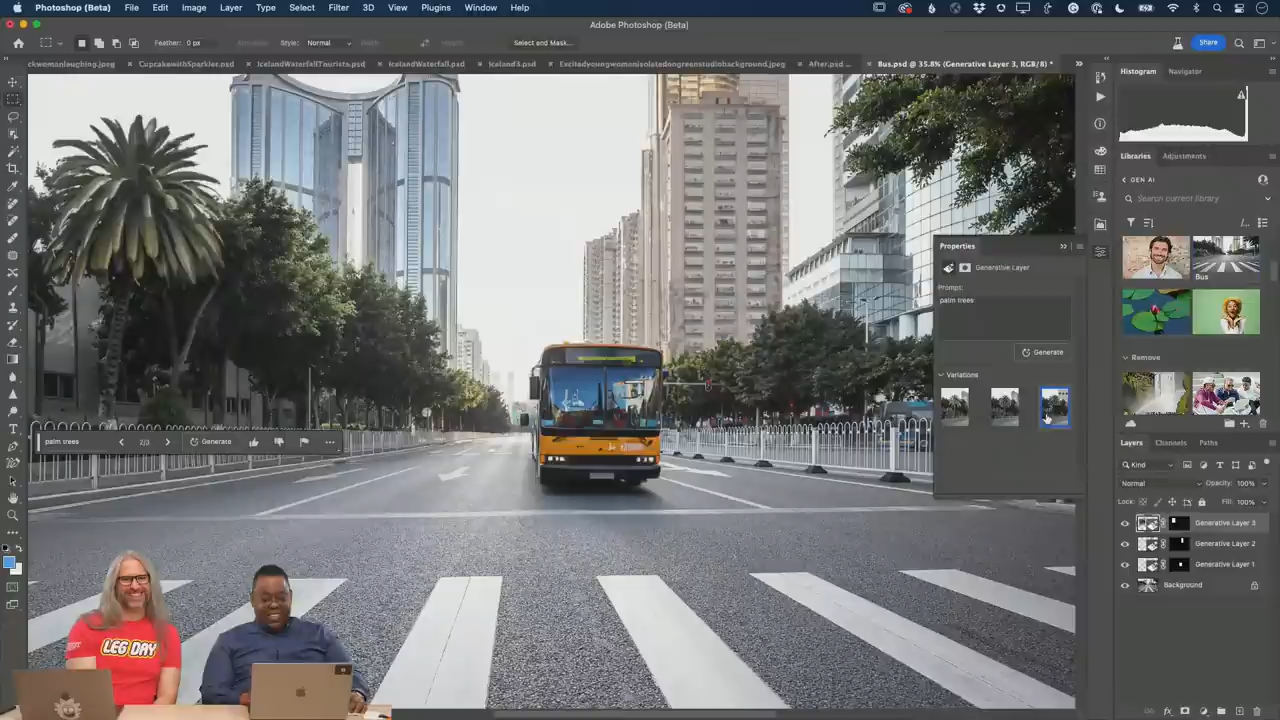 Photoshop (Beta) File Edit Image Layer Type Select Filter 3D View Plugins Window Help
Adobe Photoshop (Beta)
Feather: 0 px Style: Normal Select and Mask... Share
ckwomanlaughing.jpeg × CupcakewithSparkler.psd × IcelandWaterfallTourists.psd × IcelandWaterfall.psd × Iceland3.psd × Excitedyoungwomanisolatedongreenstudiobackground.jpeg × After.psd ... × Bus.psd @ 35.8% (Generative Layer 3, RGB/8) *
Histogram Navigator
Libraries Adjustments
GEN AI
Search current library
Bus
Remove
Properties
Generative Layer
Prompt:
palm trees
Generate
Variations
palm trees 2/3 Generate ...
Layers Channels Paths
Kind
Normal Opacity: 100%
Lock: Fill: 100%
Generative Layer 3
Generative Layer 2
Generative Layer 1
Background
LEG DAY